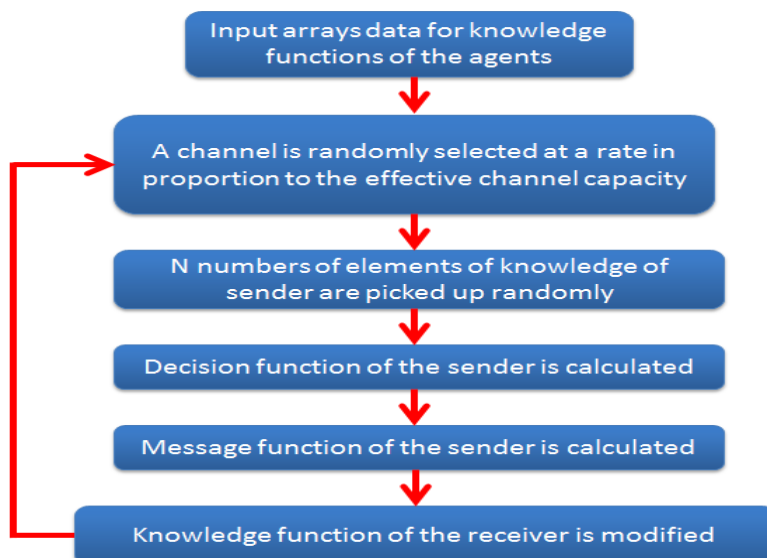 Input arrays data for knowledge
functions of the agents
A channel is randomly selected at a rate in
proportion to the effective channel capacity
N numbers of elements of knowledge of
sender are picked up randomly
Decision function of the sender is calculated
Message function of the sender is calculated
Knowledge function of the receiver is modified